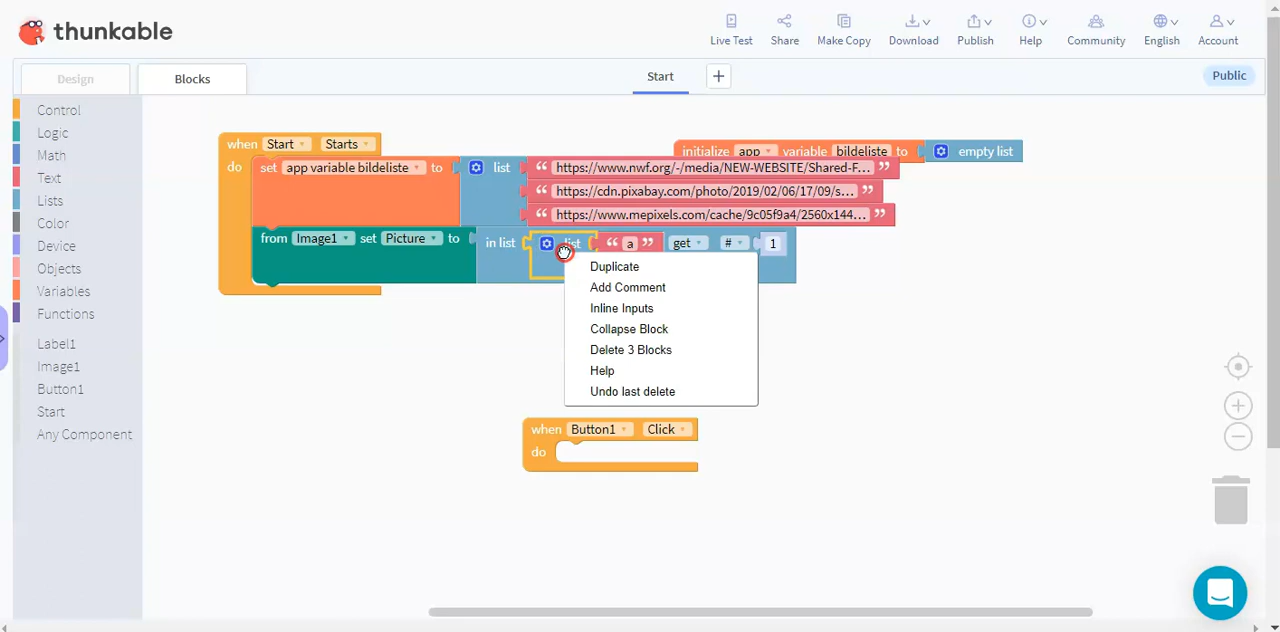 thunkable
Live Test
Share
Make Copy
Download
Publish
Help
Community
English
Account
Design
Blocks
Start
+
Public
Control
Logic
Math
Text
Lists
Color
Device
Objects
Variables
Functions
Label1
Image1
Button1
Start
Any Component
when Start Starts
do set app variable bildeliste to list “ https://www.nwf.org/-/media/NEW-WEBSITE/Shared-F... ”
“ https://cdn.pixabay.com/photo/2019/02/06/17/09/s... ”
“ https://www.mepixels.com/cache/9c05f9a4/2560x144... ”
from Image1 set Picture to in list list “ a ” get # 1
initialize app variable bildeliste to empty list
Duplicate
Add Comment
Inline Inputs
Collapse Block
Delete 3 Blocks
Help
Undo last delete
when Button1 Click
do